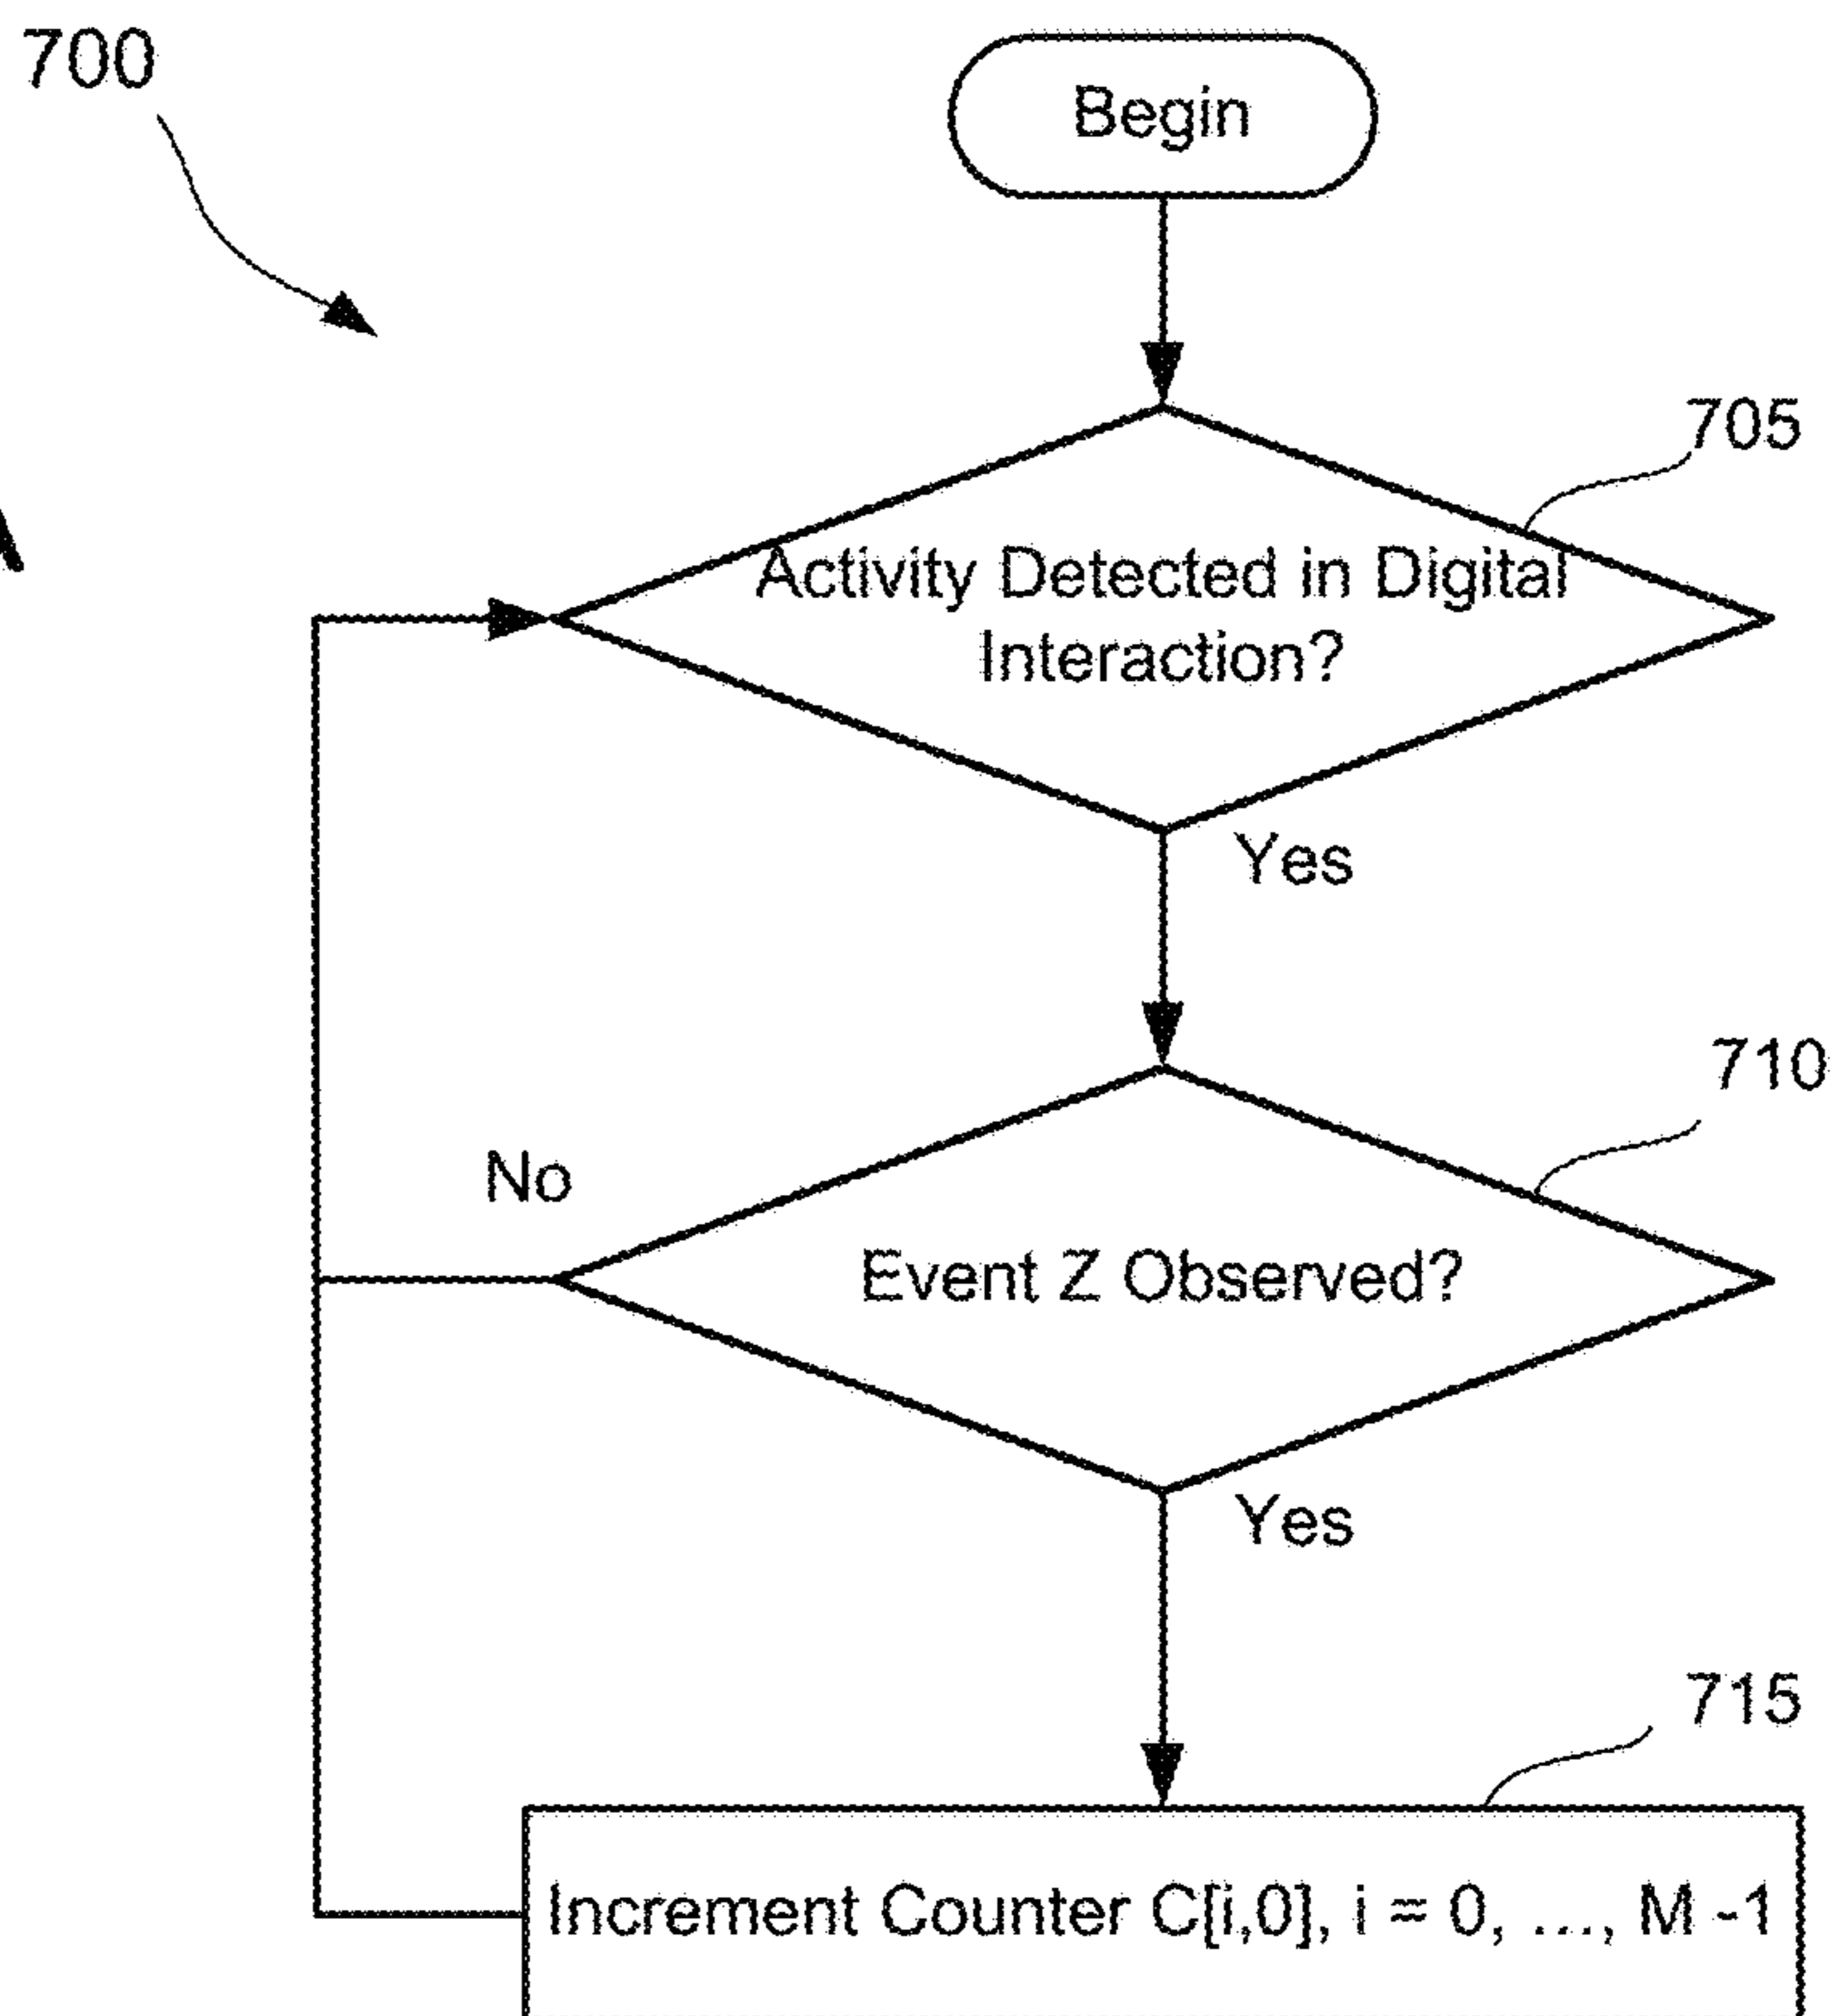 700
Begin
705
Activity Detected in Digital
Interaction?
Yes
710
No
Event Z Observed?
Yes
715
Increment Counter C[i,0], i = 0, ..., M -1